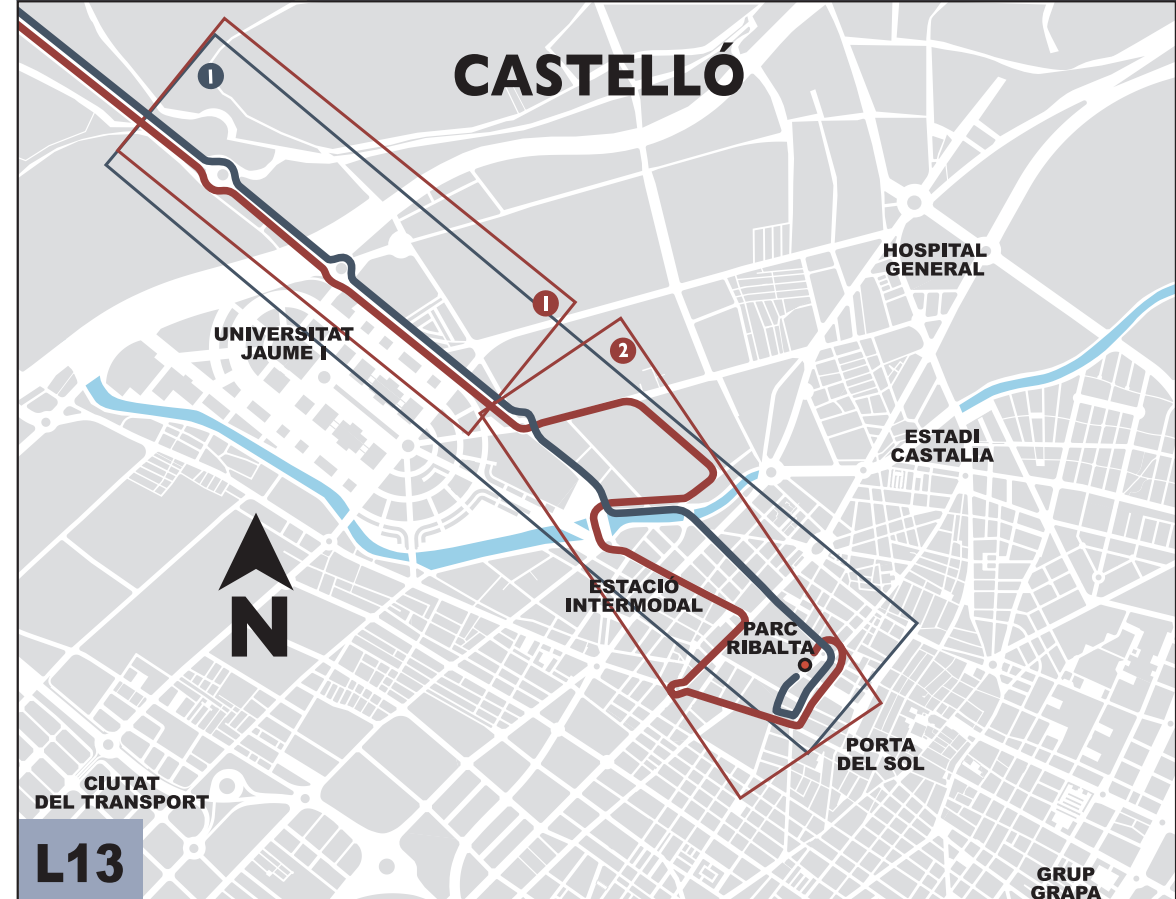 CASTELLÓ
1
HOSPITAL
GENERAL
1
UNIVERSITAT
JAUME I
2
ESTADI
CASTALIA
N
ESTACIÓ
INTERMODAL
PARC
RIBALTA
PORTA
DEL SOL
CIUTAT
DEL TRANSPORT
L13
GRUP
GRAPA